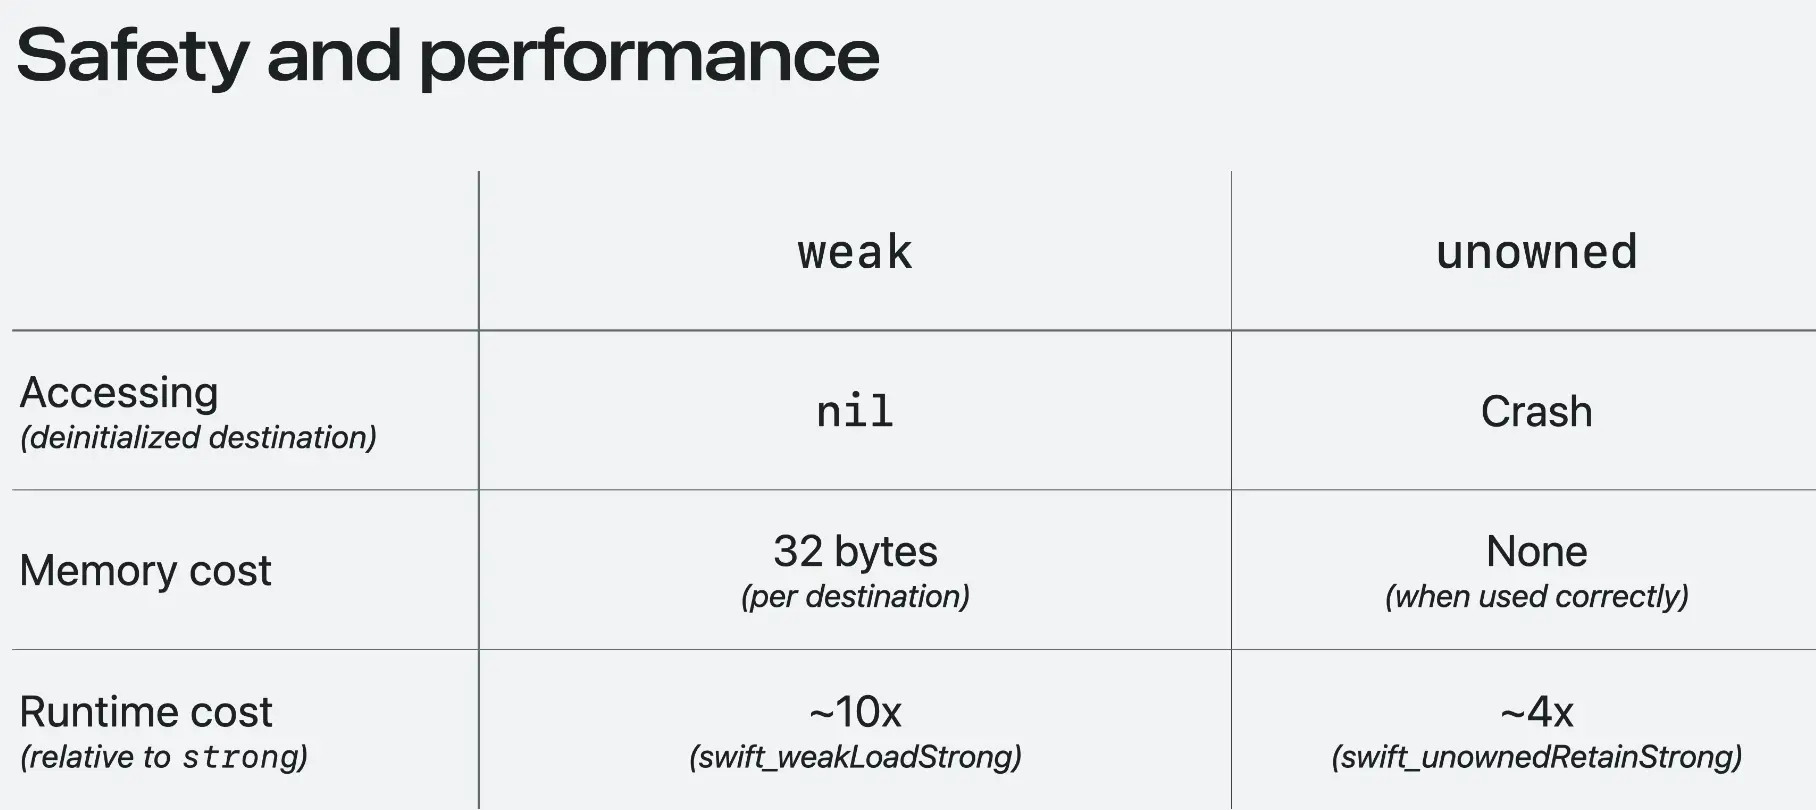 Safety and performance
weak
unowned
Accessing
(deinitialized destination)
nil
Crash
Memory cost
32 bytes
(per destination)
None
(when used correctly)
Runtime cost
(relative to strong)
~10x
(swift_weakLoadStrong)
~4x
(swift_unownedRetainStrong)